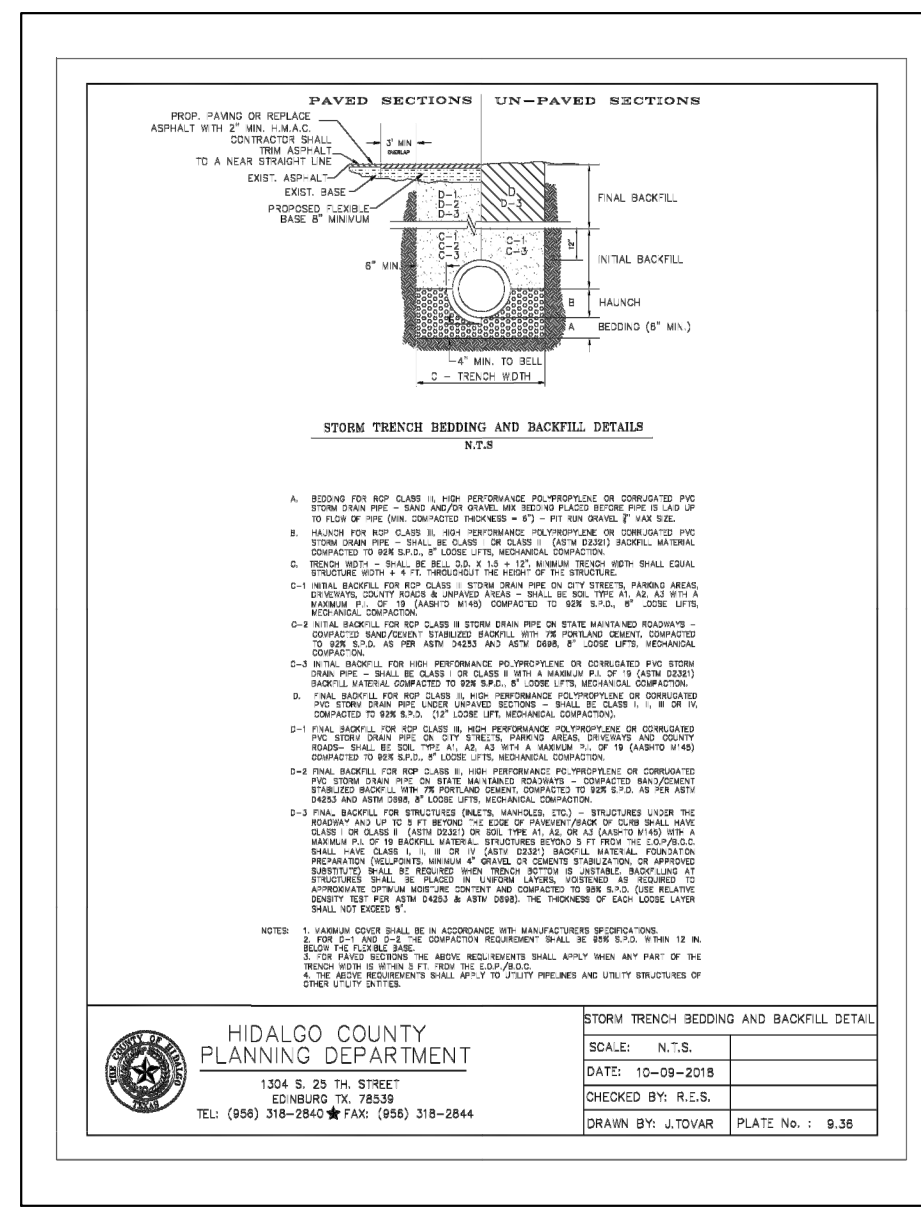 PAVED SECTIONS UN-PAVED SECTIONS
PROP. PAVING OR REPLACE
ASPHALT WITH 2" MIN. H.M.A.C.
CONTRACTOR SHALL
TRIM ASPHALT
TO A NEAR STRAIGHT LINE
EXIST. ASPHALT
EXIST. BASE
PROPOSED FLEXIBLE
BASE 8" MINIMUM
3' MIN
OVERLAP
D-1
D-2
D-3
D
D-3
FINAL BACKFILL
C-1
C-2
C-3
C-1
C-3
12"
INITIAL BACKFILL
6" MIN.
B HAUNCH
A BEDDING (6" MIN.)
4" MIN. TO BELL
C - TRENCH WIDTH
STORM TRENCH BEDDING AND BACKFILL DETAILS
N.T.S
A. BEDDING FOR RCP CLASS III, HIGH PERFORMANCE POLYPROPYLENE OR CORRUGATED PVC
STORM DRAIN PIPE - SAND AND/OR GRAVEL MIX BEDDING PLACED BEFORE PIPE IS LAID UP
TO FLOW OF PIPE (MIN. COMPACTED THICKNESS = 6") - PIT RUN GRAVEL MAX SIZE.
B. HAUNCH FOR RCP CLASS III, HIGH PERFORMANCE POLYPROPYLENE OR CORRUGATED PVC
STORM DRAIN PIPE - SHALL BE CLASS I OR CLASS II (ASTM D2321) BACKFILL MATERIAL
COMPACTED TO 92% S.P.D., 8" LOOSE LIFTS, MECHANICAL COMPACTION.
C. TRENCH WIDTH - SHALL BE BELL O.D. X 1.5 + 12", MINIMUM TRENCH WIDTH SHALL EQUAL
STRUCTURE WIDTH + 4 FT. THROUGHOUT THE HEIGHT OF THE STRUCTURE.
C-1 INITIAL BACKFILL FOR RCP CLASS III STORM DRAIN PIPE ON CITY STREETS, PARKING AREAS,
DRIVEWAYS, COUNTY ROADS & UNPAVED AREAS - SHALL BE SOIL TYPE A1, A2, A3 WITH A
MAXIMUM P.I. OF 19 (AASHTO M145) COMPACTED TO 92% S.P.D., 8" LOOSE LIFTS,
MECHANICAL COMPACTION.
C-2 INITIAL BACKFILL FOR RCP CLASS III STORM DRAIN PIPE ON STATE MAINTAINED ROADWAYS -
COMPACTED SAND/CEMENT STABILIZED BACKFILL WITH 7% PORTLAND CEMENT, COMPACTED
TO 92% S.P.D. AS PER ASTM D4253 AND ASTM D698, 8" LOOSE LIFTS, MECHANICAL
COMPACTION.
C-3 INITIAL BACKFILL FOR HIGH PERFORMANCE POLYPROPYLENE OR CORRUGATED PVC STORM
DRAIN PIPE - SHALL BE CLASS I OR CLASS II WITH A MAXIMUM P.I. OF 19 (ASTM D2321)
BACKFILL MATERIAL COMPACTED TO 92% S.P.D., 8" LOOSE LIFTS, MECHANICAL COMPACTION.
D. FINAL BACKFILL FOR RCP CLASS III, HIGH PERFORMANCE POLYPROPYLENE OR CORRUGATED
PVC STORM DRAIN PIPE UNDER UNPAVED SECTIONS - SHALL BE CLASS I, II, III OR IV,
COMPACTED TO 92% S.P.D. (12" LOOSE LIFT, MECHANICAL COMPACTION).
D-1 FINAL BACKFILL FOR RCP CLASS III, HIGH PERFORMANCE POLYPROPYLENE OR CORRUGATED
PVC STORM DRAIN PIPE ON CITY STREETS, PARKING AREAS, DRIVEWAYS AND COUNTY
ROADS- SHALL BE SOIL TYPE A1, A2, A3 WITH A MAXIMUM P.I. OF 19 (AASHTO M145)
COMPACTED TO 92% S.P.D., 8" LOOSE LIFTS, MECHANICAL COMPACTION.
D-2 FINAL BACKFILL FOR RCP CLASS III, HIGH PERFORMANCE POLYPROPYLENE OR CORRUGATED
PVC STORM DRAIN PIPE ON STATE MAINTAINED ROADWAYS - COMPACTED SAND/CEMENT
STABILIZED BACKFILL WITH 7% PORTLAND CEMENT, COMPACTED TO 92% S.P.D. AS PER ASTM
D4253 AND ASTM D698, 8" LOOSE LIFTS, MECHANICAL COMPACTION.
D-3 FINAL BACKFILL FOR STRUCTURES (INLETS, MANHOLES, ETC.) - STRUCTURES UNDER THE
ROADWAY AND UP TO 5 FT BEYOND THE EDGE OF PAVEMENT/BACK OF CURB SHALL HAVE
CLASS I OR CLASS II (ASTM D2321) OR SOIL TYPE A1, A2, OR A3 (AASHTO M145) WITH A
MAXIMUM P.I. OF 19 BACKFILL MATERIAL. STRUCTURES BEYOND 5 FT FROM THE E.O.P/B.O.C.
SHALL HAVE CLASS I, II, III OR IV (ASTM D2321) BACKFILL MATERIAL. FOUNDATION
PREPARATION (WELLPOINTS, MINIMUM 4" GRAVEL OR CEMENTS STABILIZATION, OR APPROVED
SUBSTITUTE) SHALL BE REQUIRED WHEN TRENCH BOTTOM IS UNSTABLE. BACKFILLING AT
STRUCTURES SHALL BE PLACED IN UNIFORM LAYERS, MOISTENED AS REQUIRED TO
APPROXIMATE OPTIMUM MOISTURE CONTENT AND COMPACTED TO 98% S.P.D. (USE RELATIVE
DENSITY TEST PER ASTM D4253 & ASTM D698). THE THICKNESS OF EACH LOOSE LAYER
SHALL NOT EXCEED
NOTES: 1. MAXIMUM COVER SHALL BE IN ACCORDANCE WITH MANUFACTURERS SPECIFICATIONS.
2. FOR D-1 AND D-2 THE COMPACTION REQUIREMENT SHALL BE 98% S.P.D. WITHIN 12 IN.
BELOW THE FLEXIBLE BASE.
3. FOR PAVED SECTIONS THE ABOVE REQUIREMENTS SHALL APPLY WHEN ANY PART OF THE
TRENCH WIDTH IS WITHIN 5 FT. FROM THE E.O.P./B.O.C.
4. THE ABOVE REQUIREMENTS SHALL APPLY TO UTILITY PIPELINES AND UTILITY STRUCTURES OF
OTHER UTILITY ENTITIES.
THE COUNTY OF HIDALGO
TEXAS
HIDALGO COUNTY
PLANNING DEPARTMENT
1304 S. 25 TH. STREET
EDINBURG TX. 78539
TEL: (956) 318-2840 FAX: (956) 318-2844
STORM TRENCH BEDDING AND BACKFILL DETAIL
SCALE: N.T.S.
DATE: 10-09-2018
CHECKED BY: R.E.S.
DRAWN BY: J.TOVAR PLATE No. : 9.36